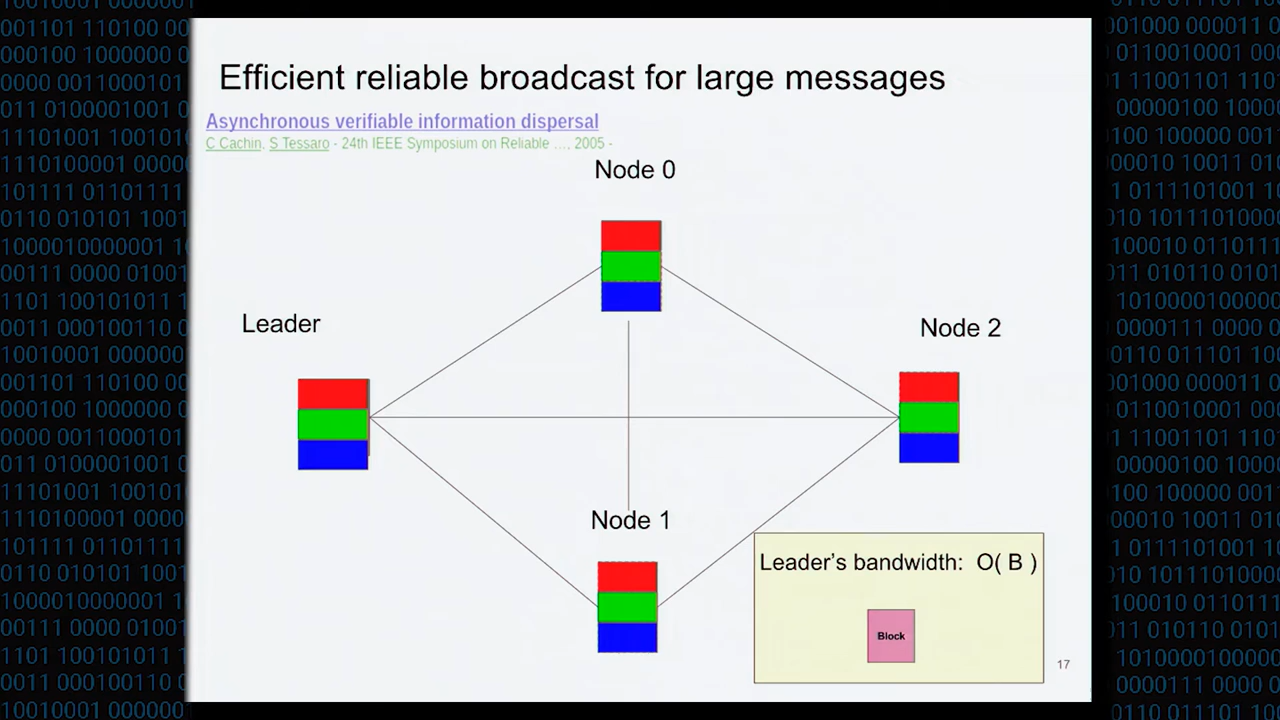 Efficient reliable broadcast for large messages
Asynchronous verifiable information dispersal
C Cachin, S Tessaro - 24th IEEE Symposium on Reliable …, 2005 -
Node 0
Leader
Node 2
Node 1
Leader's bandwidth: O( B )
Block
17